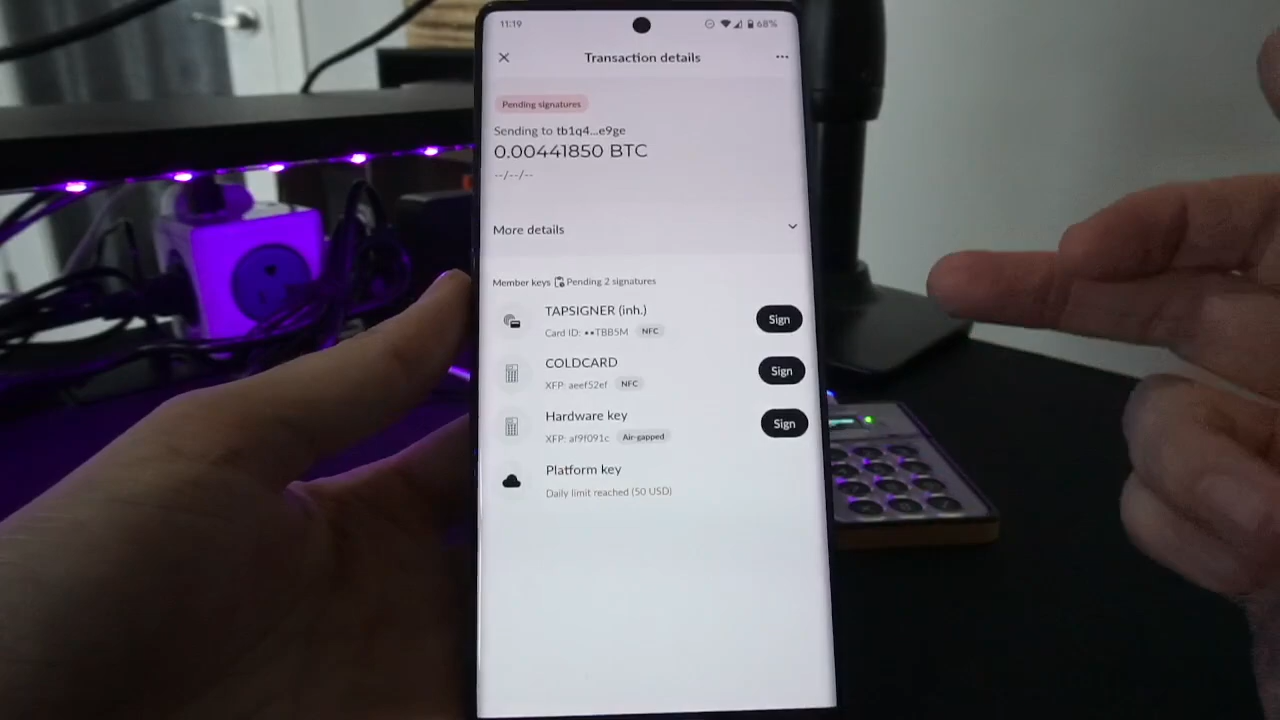 11:19
68%
Transaction details
Pending signatures
Sending to tb1q4...e9ge
0.00441850 BTC
--/--/--
More details
Member keys Pending 2 signatures
TAPSIGNER (inh.)
Card ID: ••TBB5M NFC
Sign
COLDCARD
XFP: aeef52ef NFC
Sign
Hardware key
XFP: af9f091c Air-gapped
Sign
Platform key
Daily limit reached (50 USD)